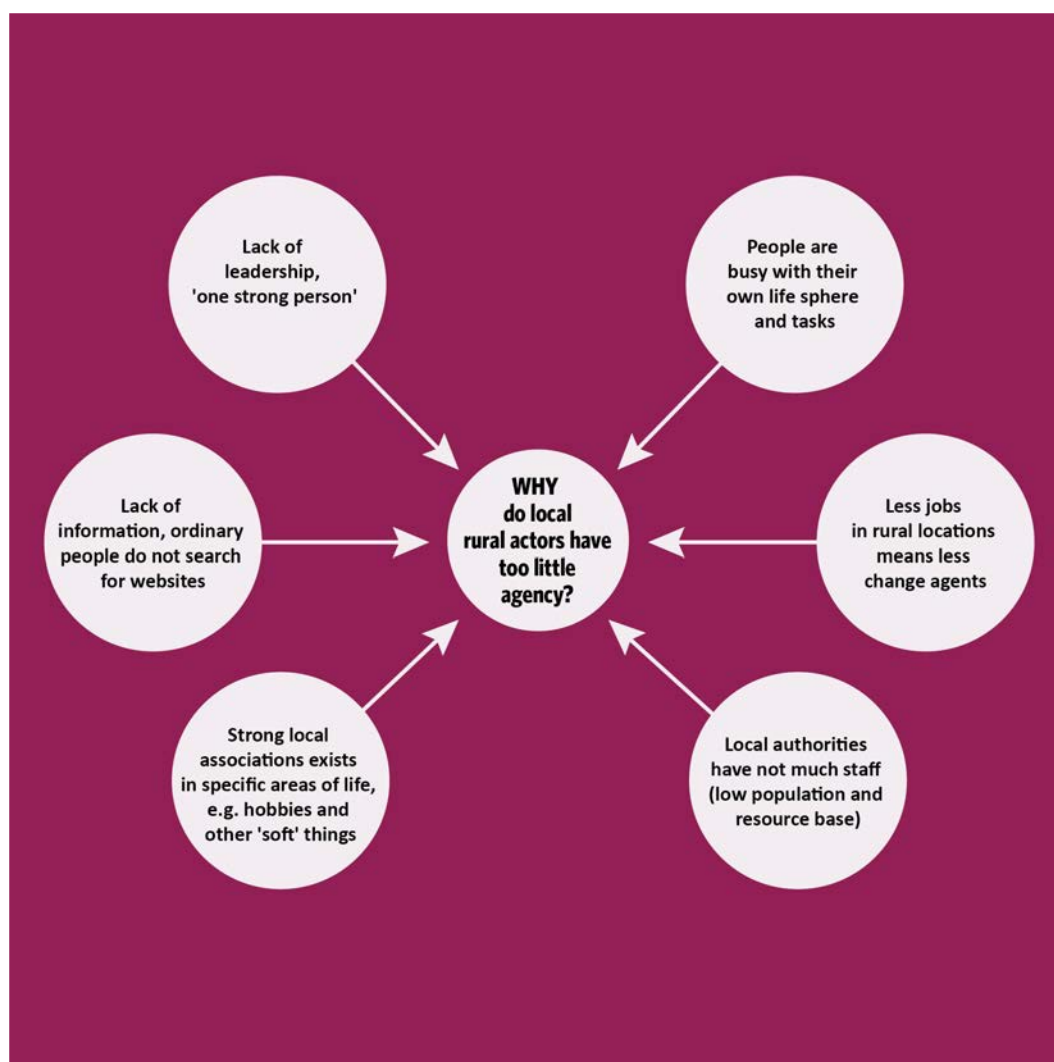 Lack of
leadership,
'one strong person'
People are
busy with their
own life sphere
and tasks
Lack of
information, ordinary
people do not search
for websites
WHY
do local
rural actors have
too little
agency?
Less jobs
in rural locations
means less
change agents
Strong local
associations exists
in specific areas of life,
e.g. hobbies and
other 'soft' things
Local authorities
have not much staff
(low population and
resource base)